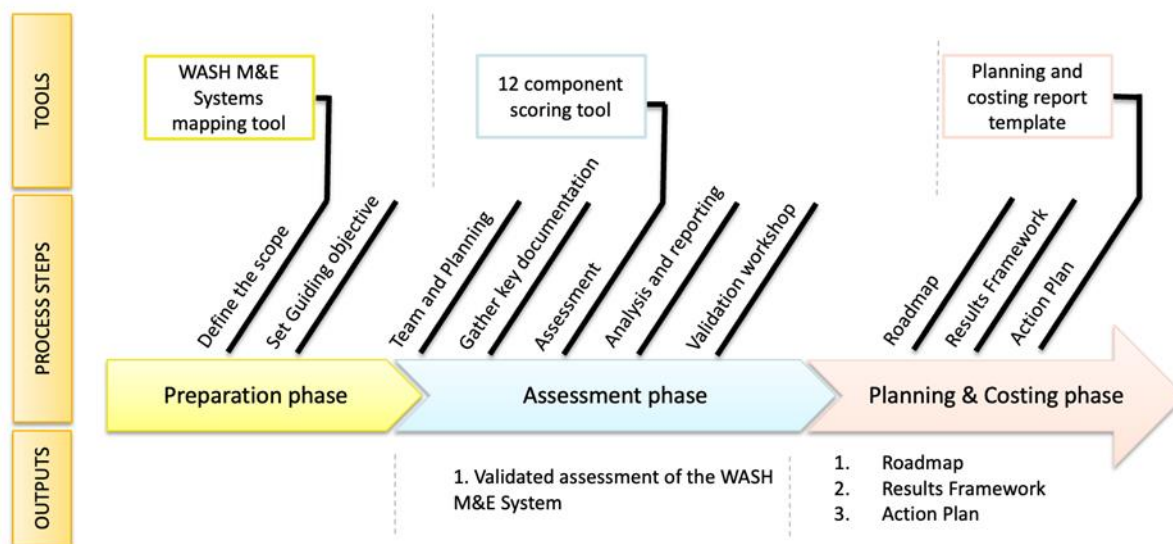 TOOLS
WASH M&E
Systems
mapping tool
12 component
scoring tool
Planning and
costing report
template
PROCESS STEPS
Define the scope
Set Guiding objective
Team and Planning
Gather key documentation
Assessment
Analysis and reporting
Validation workshop
Roadmap
Results Framework
Action Plan
Preparation phase
Assessment phase
Planning & Costing phase
OUTPUTS
1. Validated assessment of the WASH
M&E System
1. Roadmap
2. Results Framework
3. Action Plan